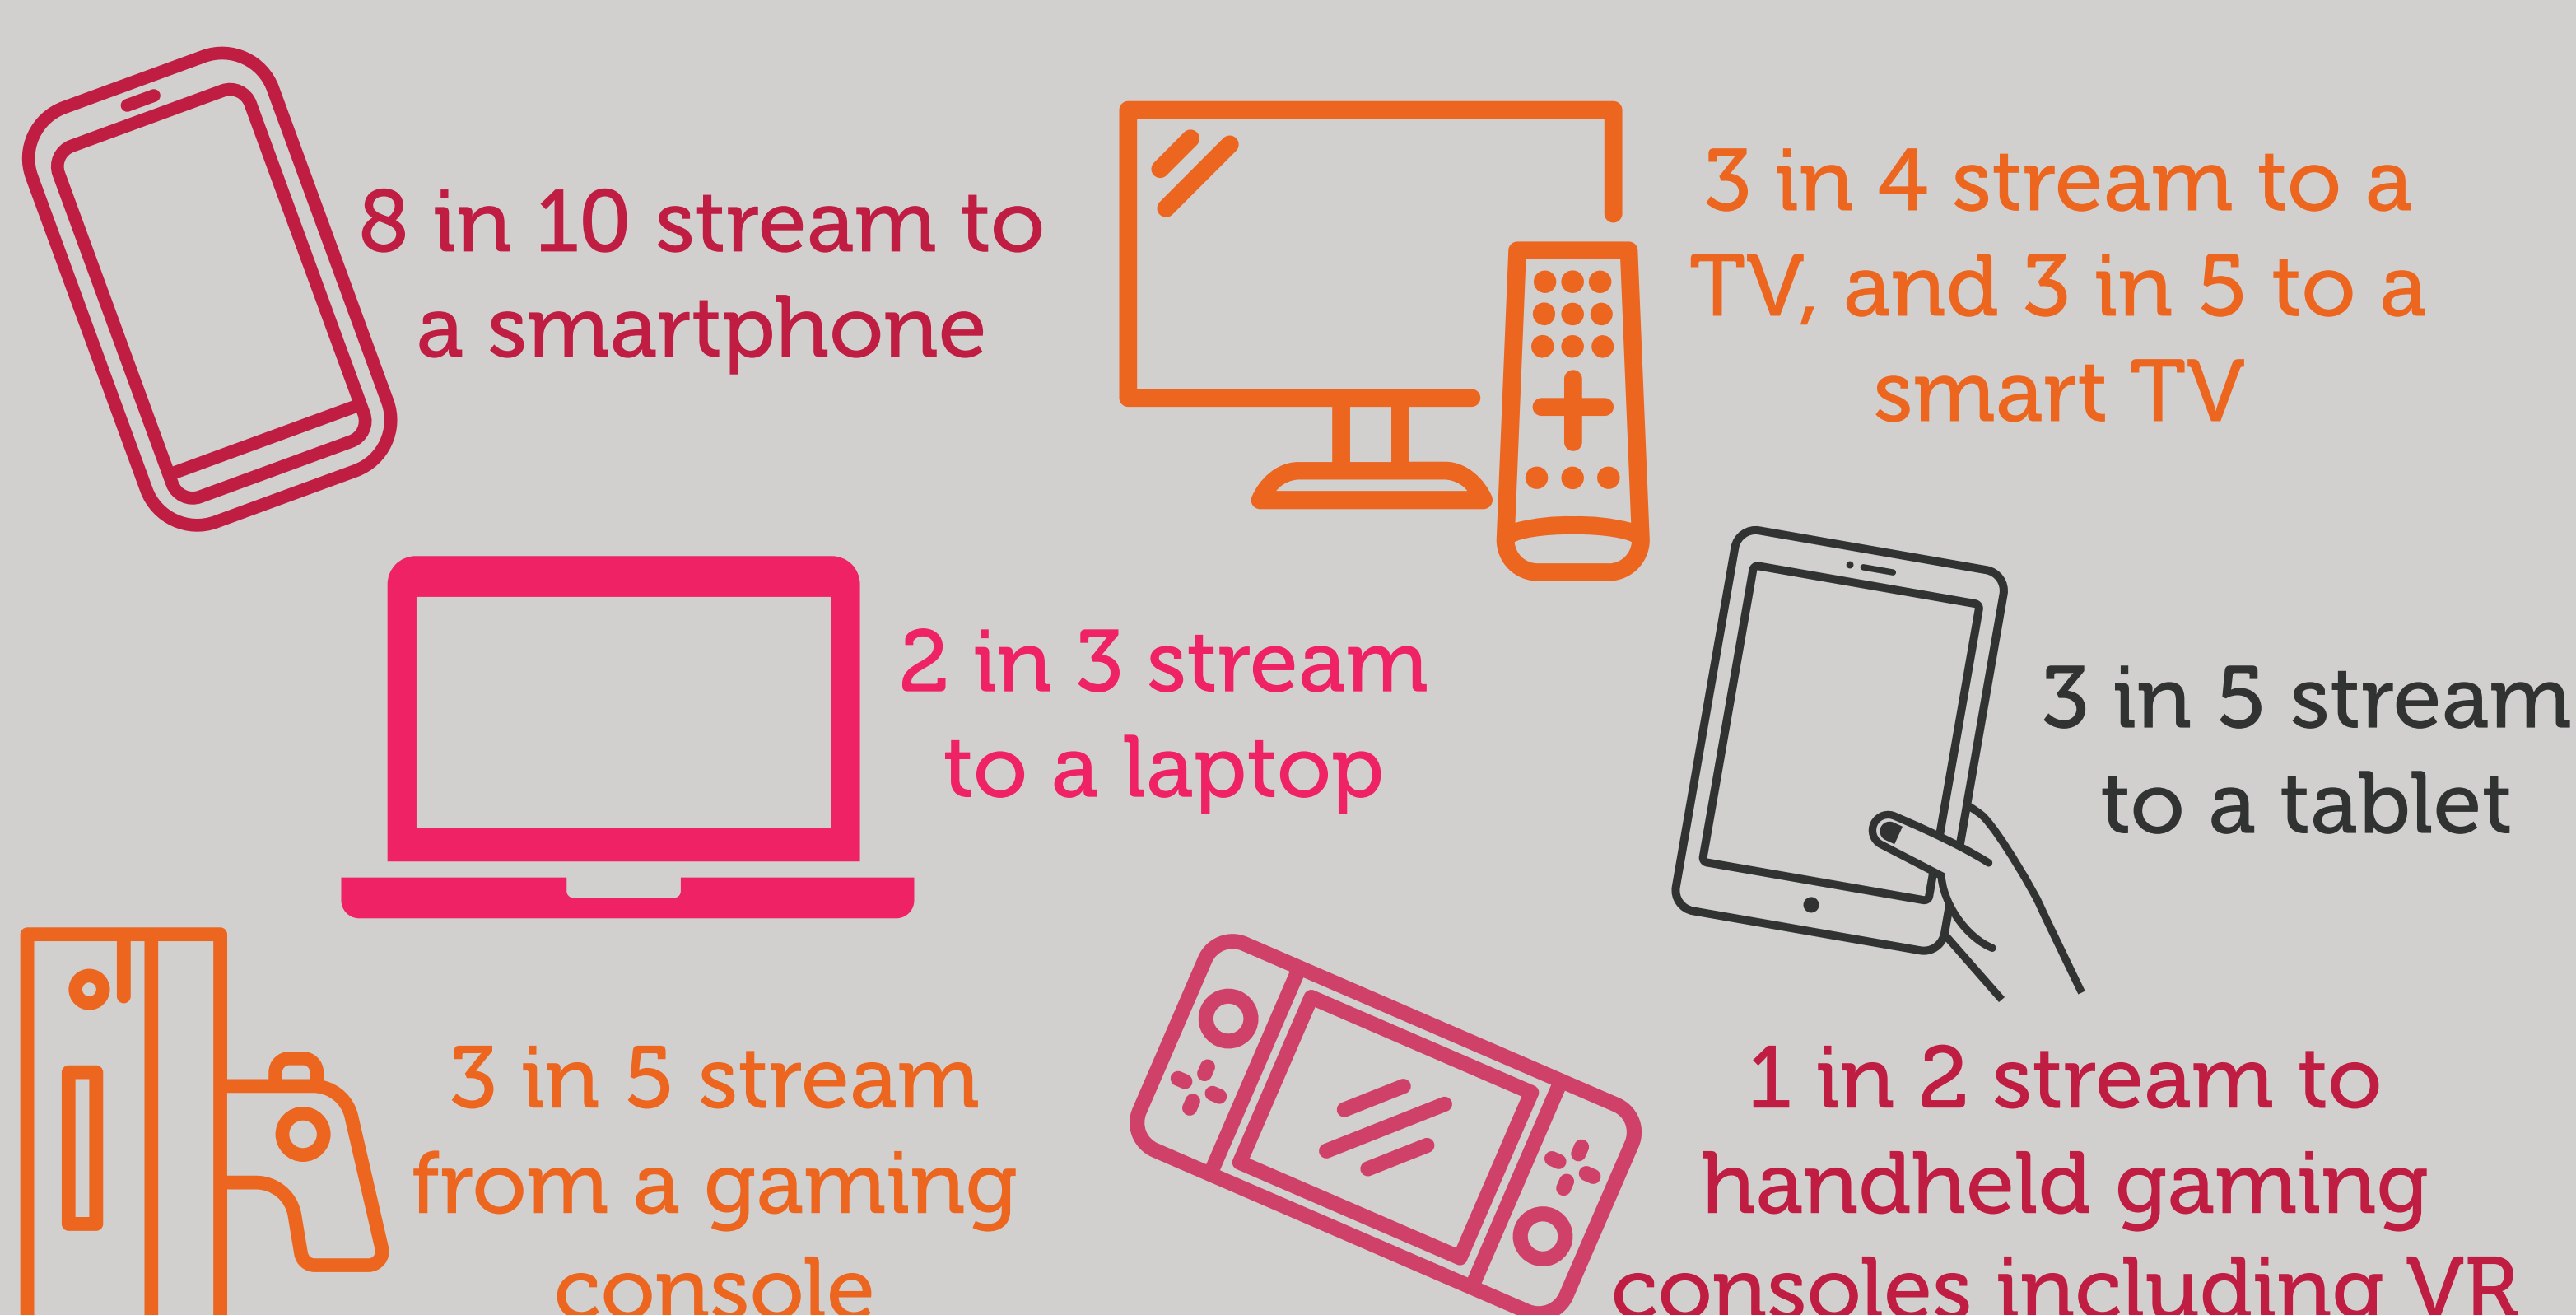 8 in 10 stream to
a smartphone
3 in 4 stream to a
TV, and 3 in 5 to a
smart TV
2 in 3 stream
to a laptop
3 in 5 stream
to a tablet
3 in 5 stream
from a gaming
console
1 in 2 stream to
handheld gaming
consoles including VR